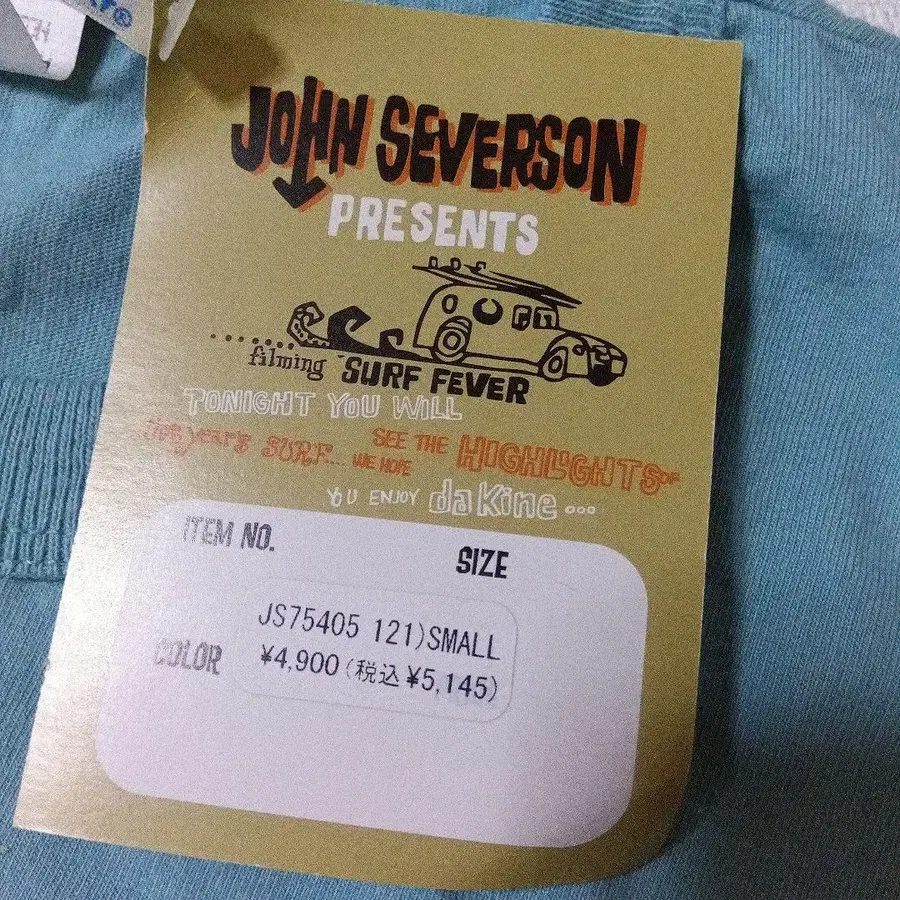 JOHN SEVERSON
PRESENTS
filming SURF FEVER
TONIGHT YOU WILL
SEE THE HIGHLIGHTS OF
THIS YEAR'S SURF... WE HOPE
YOU ENJOY da Kine ...
ITEM NO.
SIZE
JS75405 121)SMALL
COLOR
¥4,900(税込¥5,145)